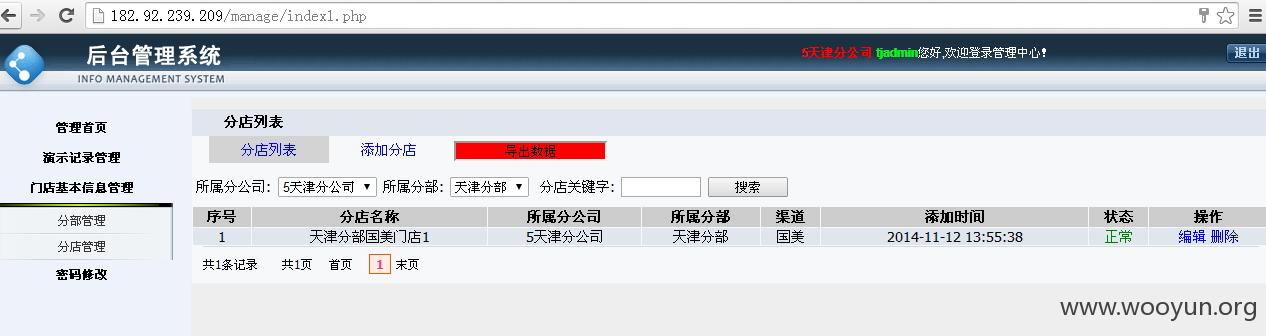 182.92.239.209/manage/index1.php
后台管理系统
INFO MANAGEMENT SYSTEM
5天津分公司 tjadmin您好,欢迎登录管理中心!
退出
管理首页
演示记录管理
门店基本信息管理
分部管理
分店管理
密码修改
分店列表
分店列表 添加分店 导出数据
所属分公司: 5天津分公司 所属分部: 天津分部 分店关键字: 搜索
序号 分店名称 所属分公司 所属分部 渠道 添加时间 状态 操作
1 天津分部国美门店1 5天津分公司 天津分部 国美 2014-11-12 13:55:38 正常 编辑 删除
共1条记录 共1页 首页 1 末页
www.wooyun.org